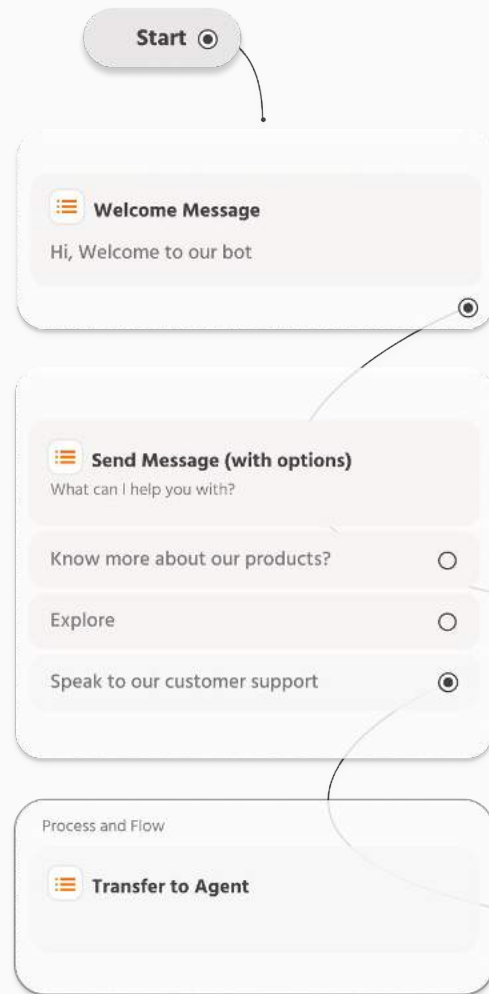 Start
Welcome Message
Hi, Welcome to our bot
Send Message (with options)
What can I help you with?
Know more about our products?
Explore
Speak to our customer support
Process and Flow
Transfer to Agent